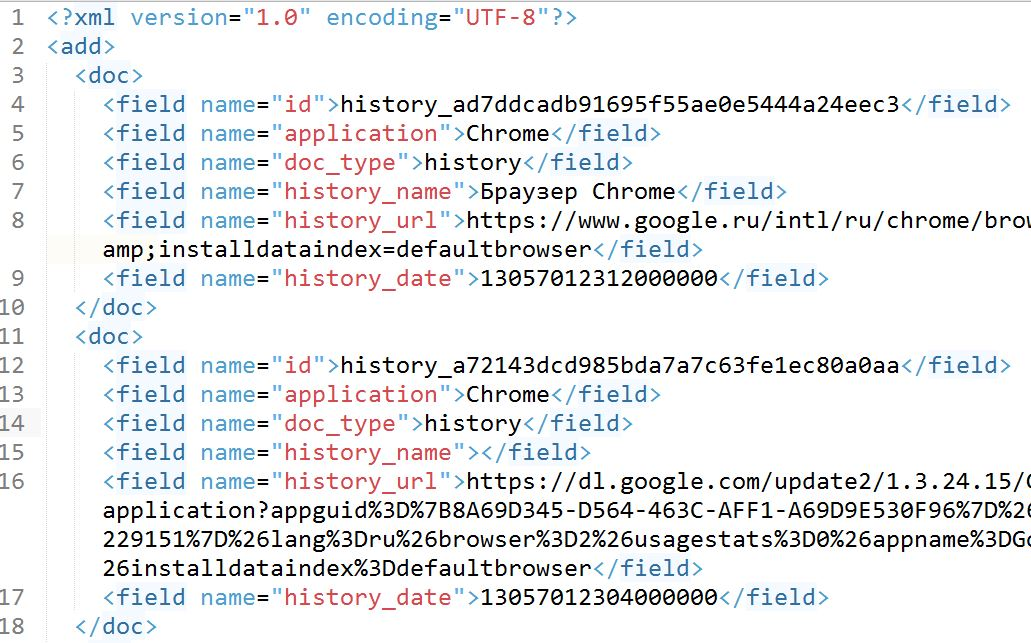 1 <?xml version="1.0" encoding="UTF-8"?>
2 <add>
3 <doc>
4 <field name="id">history_ad7ddcadb91695f55ae0e5444a24eec3</field>
5 <field name="application">Chrome</field>
6 <field name="doc_type">history</field>
7 <field name="history_name">Браузер Chrome</field>
8 <field name="history_url">https://www.google.ru/intl/ru/chrome/brow
amp;installdataindex=defaultbrowser</field>
9 <field name="history_date">13057012312000000</field>
10 </doc>
11 <doc>
12 <field name="id">history_a72143dcd985bda7a7c63fe1ec80a0aa</field>
13 <field name="application">Chrome</field>
14 <field name="doc_type">history</field>
15 <field name="history_name"></field>
16 <field name="history_url">https://dl.google.com/update2/1.3.24.15/
application?appguid%3D%7B8A69D345-D564-463C-AFF1-A69D9E530F96%7D%26
229151%7D%26lang%3Dru%26browser%3D2%26usagestats%3D0%26appname%3DGo
26installdataindex%3Ddefaultbrowser</field>
17 <field name="history_date">13057012304000000</field>
18 </doc>